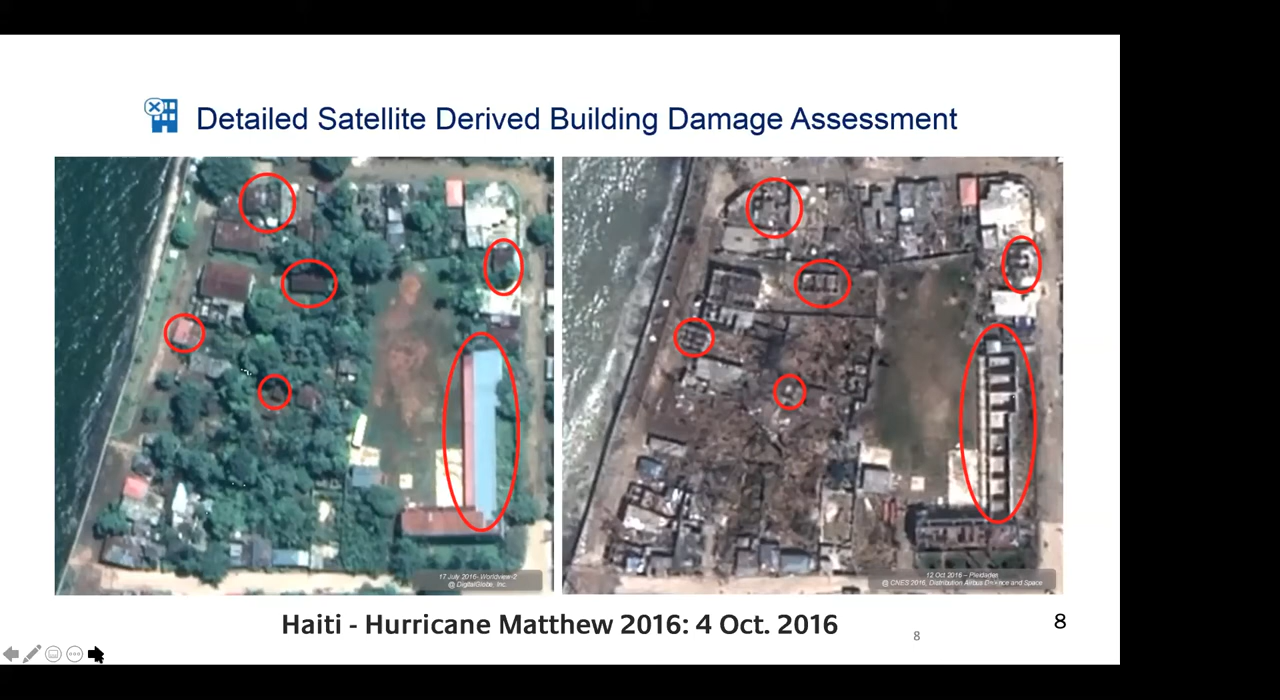 Detailed Satellite Derived Building Damage Assessment
17 July 2016- Worldview-2
@ DigitalGlobe, Inc.
12 Oct 2016 – Pleiades
@ CNES 2016, Distribution Airbus Defence and Space
Haiti - Hurricane Matthew 2016: 4 Oct. 2016
8
8